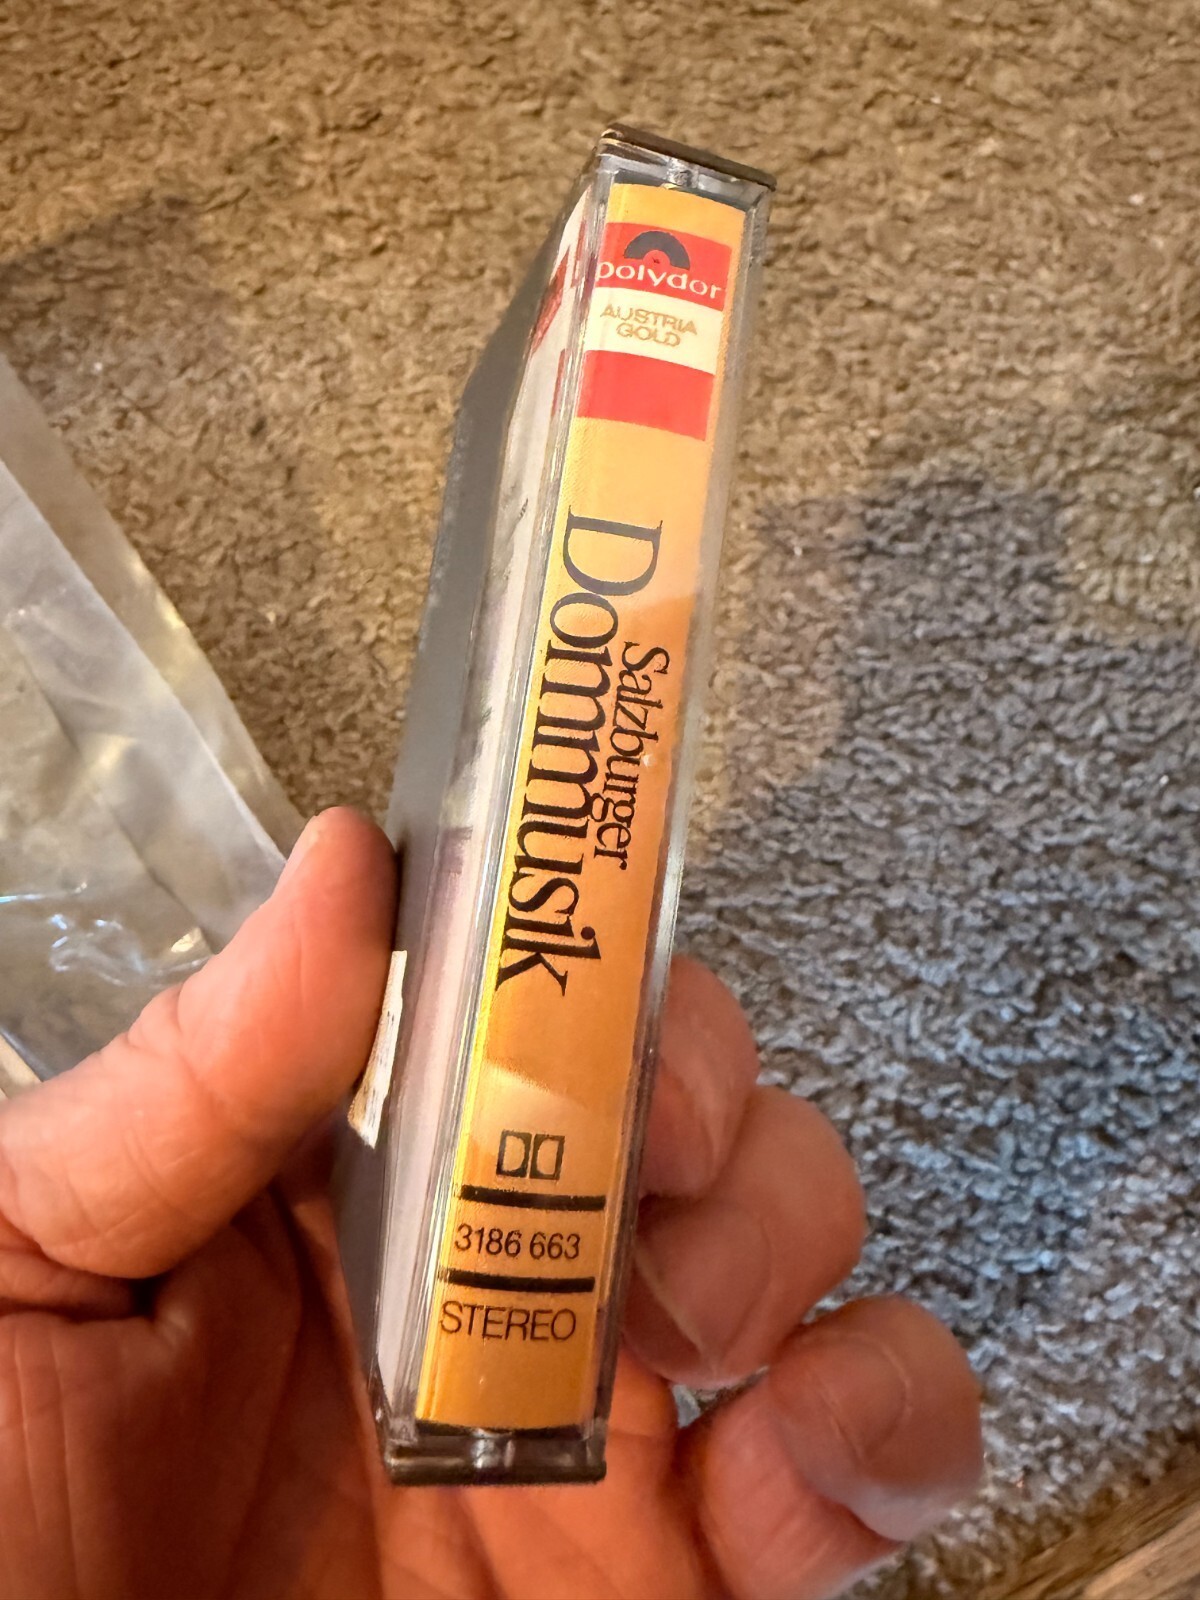 polydor
AUSTRIA
GOLD
Salzburger
Dommusik
3186 663
STEREO